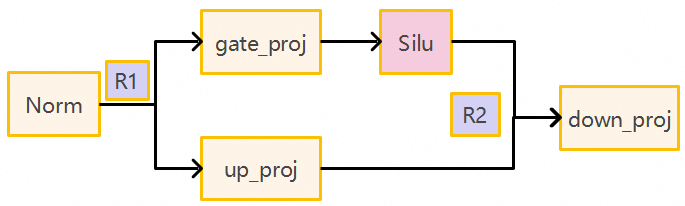 Norm
R1
gate_proj
Silu
up_proj
R2
down_proj